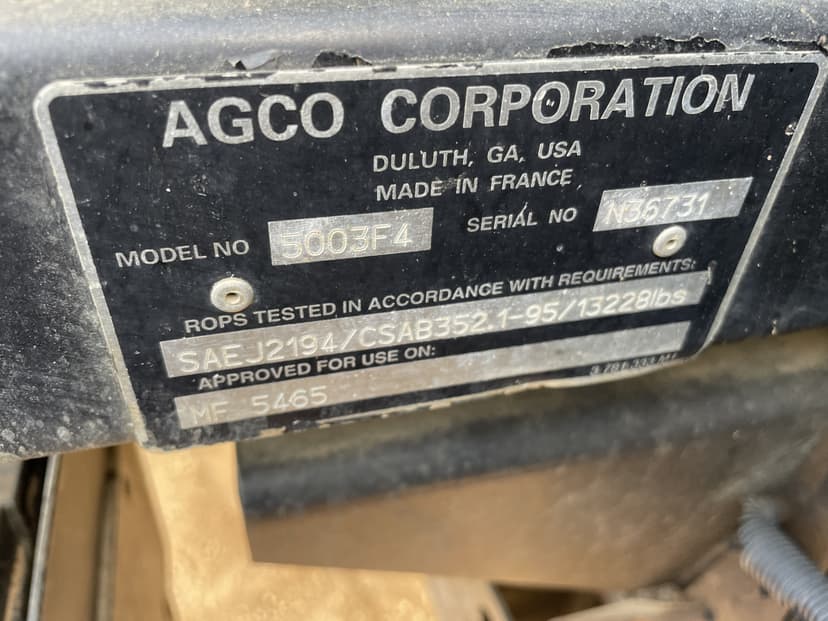 AGCO CORPORATION
DULUTH, GA, USA
MADE IN FRANCE
MODEL NO 5003F4 SERIAL NO N36731
ROPS TESTED IN ACCORDANCE WITH REQUIREMENTS:
SAEJ2194/CSAB352.1-95/13228lbs
APPROVED FOR USE ON:
MF 5465